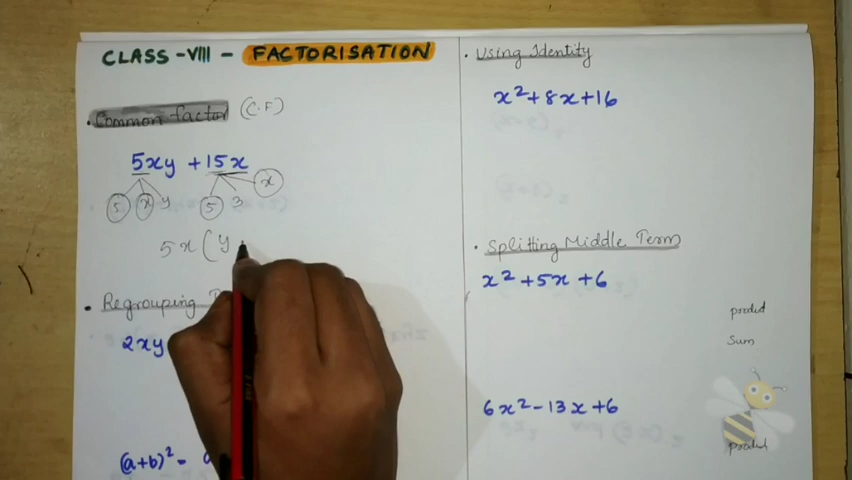 CLASS-VIII - FACTORISATION
• Common factor (C.F)
5xy + 15x
5 x y 5 3 x
5x(y
• Regrouping
2xy
(a+b)² =
• Using Identity
x²+8x+16
• Splitting Middle Term
x²+5x+6
product
Sum
6x²-13x+6
product